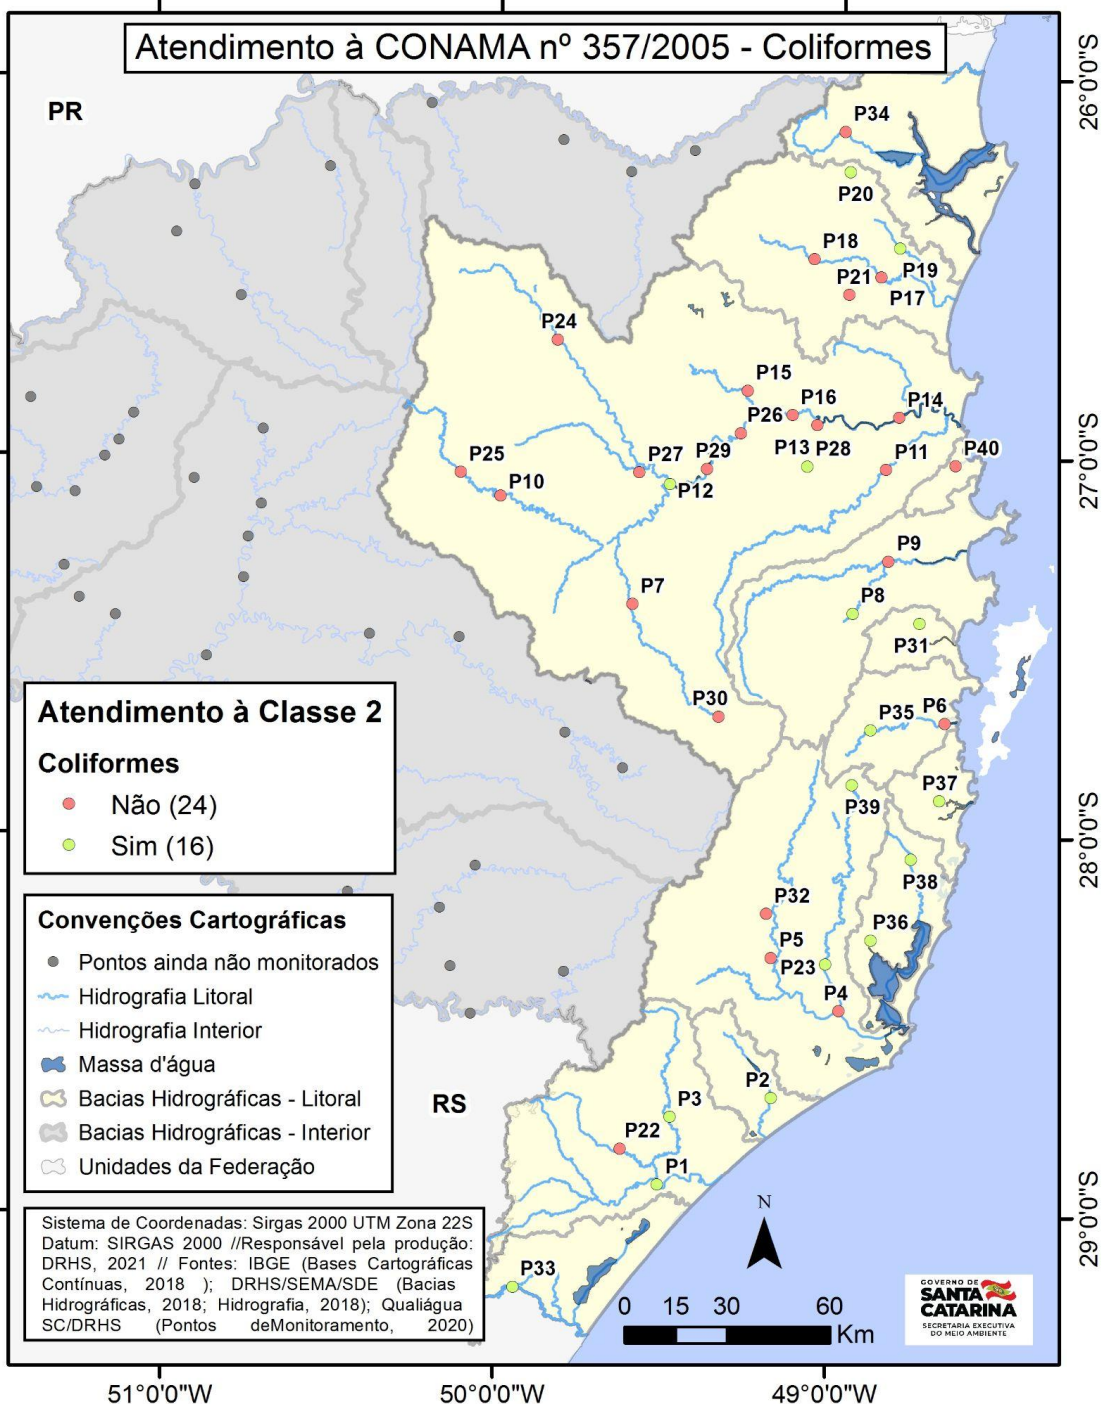 Atendimento à CONAMA nº 357/2005 - Coliformes
PR
26°0'0"S
P34
P20
P18
P19
P21
P17
P24
P15
P16
P14
P26
P25
P10
P27
P29
P13
P28
P11
P40
P12
27°0'0"S
P9
P7
P8
P31
P30
P35
P6
P37
P39
28°0'0"S
P38
P32
P36
P5
P23
P4
P2
P3
P22
P1
P33
RS
29°0'0"S
Atendimento à Classe 2
Coliformes
Não (24)
Sim (16)
Convenções Cartográficas
Pontos ainda não monitorados
Hidrografia Litoral
Hidrografia Interior
Massa d'água
Bacias Hidrográficas - Litoral
Bacias Hidrográficas - Interior
Unidades da Federação
Sistema de Coordenadas: Sirgas 2000 UTM Zona 22S
Datum: SIRGAS 2000 //Responsável pela produção:
DRHS, 2021 // Fontes: IBGE (Bases Cartográficas
Contínuas, 2018 ); DRHS/SEMA/SDE (Bacias
Hidrográficas, 2018; Hidrografia, 2018); Qualiágua
SC/DRHS (Pontos deMonitoramento, 2020)
N
0 15 30 60
Km
GOVERNO DE
SANTA
CATARINA
SECRETARIA EXECUTIVA
DO MEIO AMBIENTE
51°0'0"W 50°0'0"W 49°0'0"W